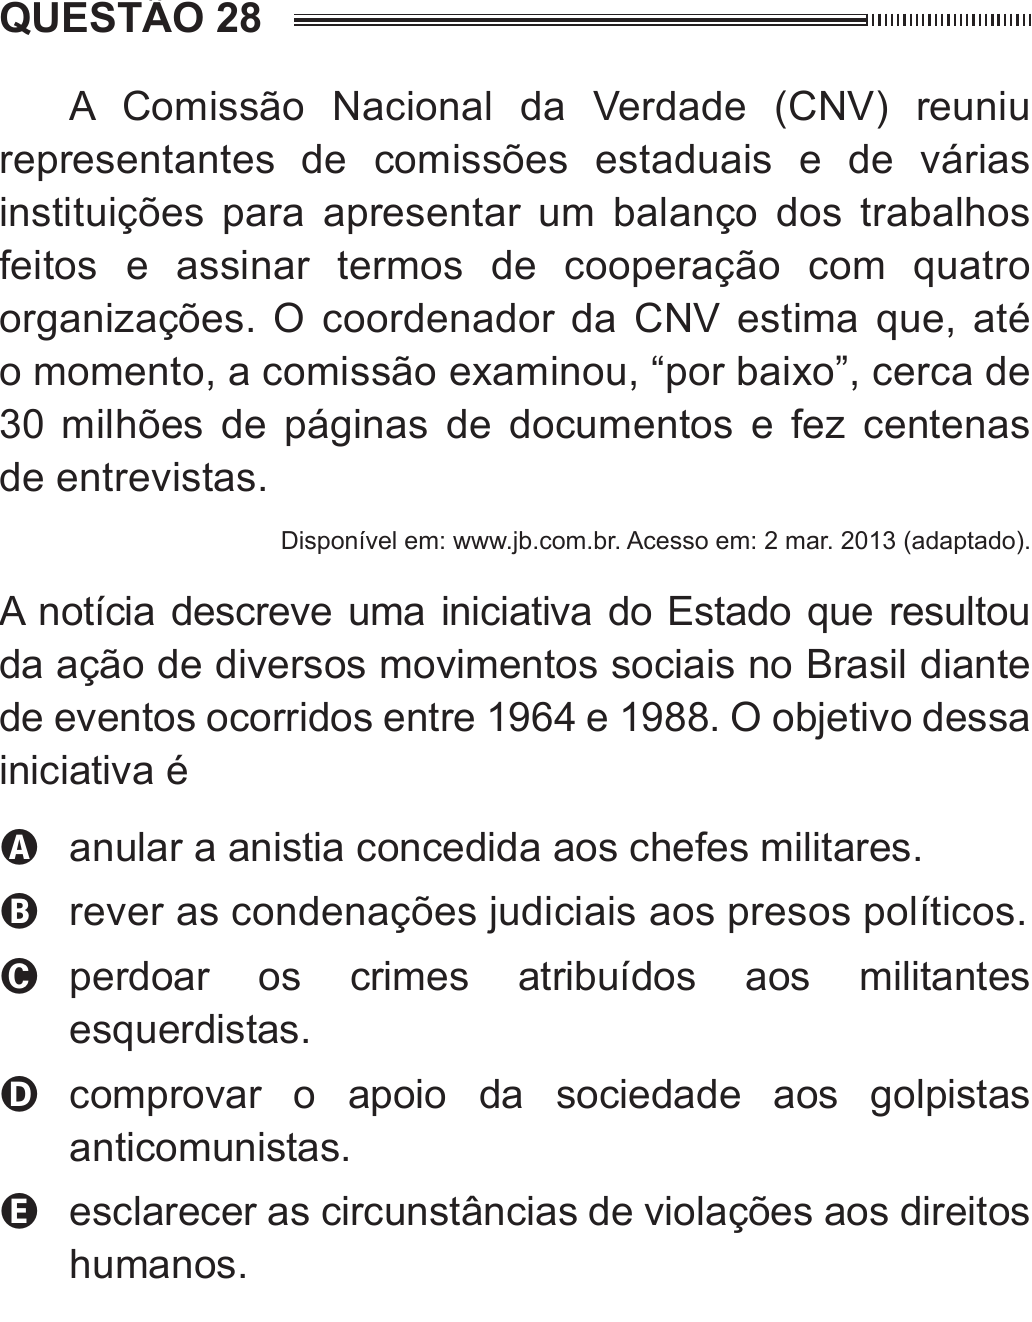 QUESTÃO 28
A Comissão Nacional da Verdade (CNV) reuniu
representantes de comissões estaduais e de várias
instituições para apresentar um balanço dos trabalhos
feitos e assinar termos de cooperação com quatro
organizações. O coordenador da CNV estima que, até
o momento, a comissão examinou, “por baixo”, cerca de
30 milhões de páginas de documentos e fez centenas
de entrevistas.
Disponível em: www.jb.com.br. Acesso em: 2 mar. 2013 (adaptado).
A notícia descreve uma iniciativa do Estado que resultou
da ação de diversos movimentos sociais no Brasil diante
de eventos ocorridos entre 1964 e 1988. O objetivo dessa
iniciativa é
A anular a anistia concedida aos chefes militares.
B rever as condenações judiciais aos presos políticos.
C perdoar os crimes atribuídos aos militantes
esquerdistas.
D comprovar o apoio da sociedade aos golpistas
anticomunistas.
E esclarecer as circunstâncias de violações aos direitos
humanos.